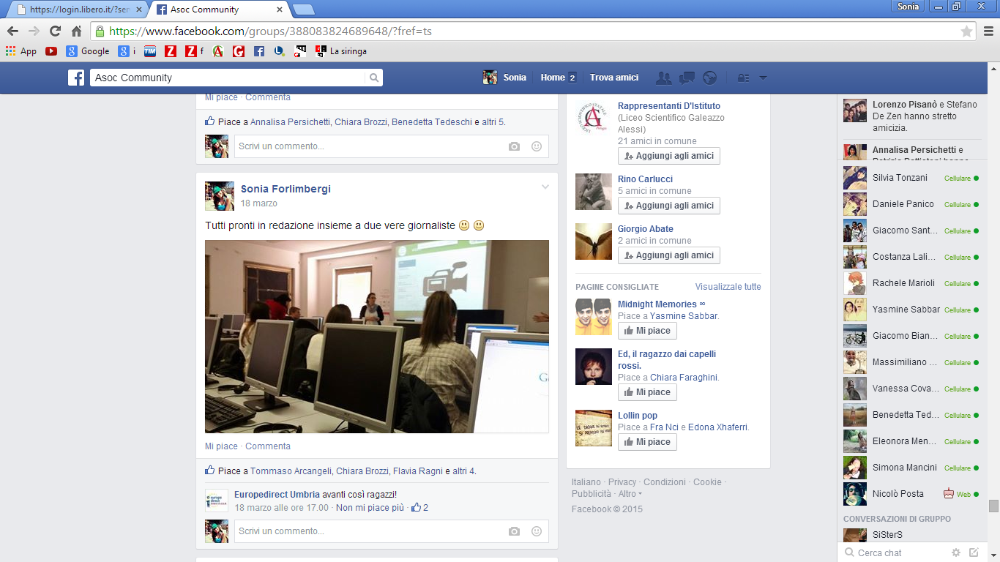 https://login.libero.it/?ser
Asoc Community
Sonia
https://www.facebook.com/groups/388083824689648/?fref=ts
App
Google
i
TIM
Z
Z f
A
G
L
La siringa
Asoc Community
Sonia
Home 2
Trova amici
Mi piace · Commenta
Piace a Annalisa Persichetti, Chiara Brozzi, Benedetta Tedeschi e altri 5.
Scrivi un commento...
Sonia Forlimbergi
18 marzo
Tutti pronti in redazione insieme a due vere giornaliste
G
Mi piace · Commenta
Piace a Tommaso Arcangeli, Chiara Brozzi, Flavia Ragni e altri 4.
europe
direct
Europedirect Umbria avanti così ragazzi!
18 marzo alle ore 17.00 · Non mi piace più · 2
Scrivi un commento...
Rappresentanti D'Istituto
(Liceo Scientifico Galeazzo
Alessi)
21 amici in comune
Aggiungi agli amici
Rino Carlucci
5 amici in comune
Aggiungi agli amici
Giorgio Abate
2 amici in comune
Aggiungi agli amici
PAGINE CONSIGLIATE
Visualizzale tutte
Midnight Memories ∞
Piace a Yasmine Sabbar.
Mi piace
Ed, il ragazzo dai capelli
rossi.
Piace a Chiara Faraghini.
Mi piace
Lollin pop
Piace a Fra Nci e Edona Xhaferri.
Mi piace
Italiano · Privacy · Condizioni · Cookie ·
Pubblicità · Altro
Facebook © 2015
Lorenzo Pisanò e Stefano
De Zen hanno stretto
amicizia.
Annalisa Persichetti e
Silvia Tonzani Cellulare
Daniele Panico Cellulare
Giacomo Sant... Cellulare
Costanza Lali... Cellulare
Rachele Marioli Cellulare
Yasmine Sabbar Cellulare
Giacomo Bian... Cellulare
Massimiliano ... Cellulare
Vanessa Cova... Cellulare
Benedetta Ted... Cellulare
Eleonora Men... Cellulare
Simona Mancini Cellulare
Nicolò Posta Web
CONVERSAZIONI DI GRUPPO
SiSterS
Cerca chat